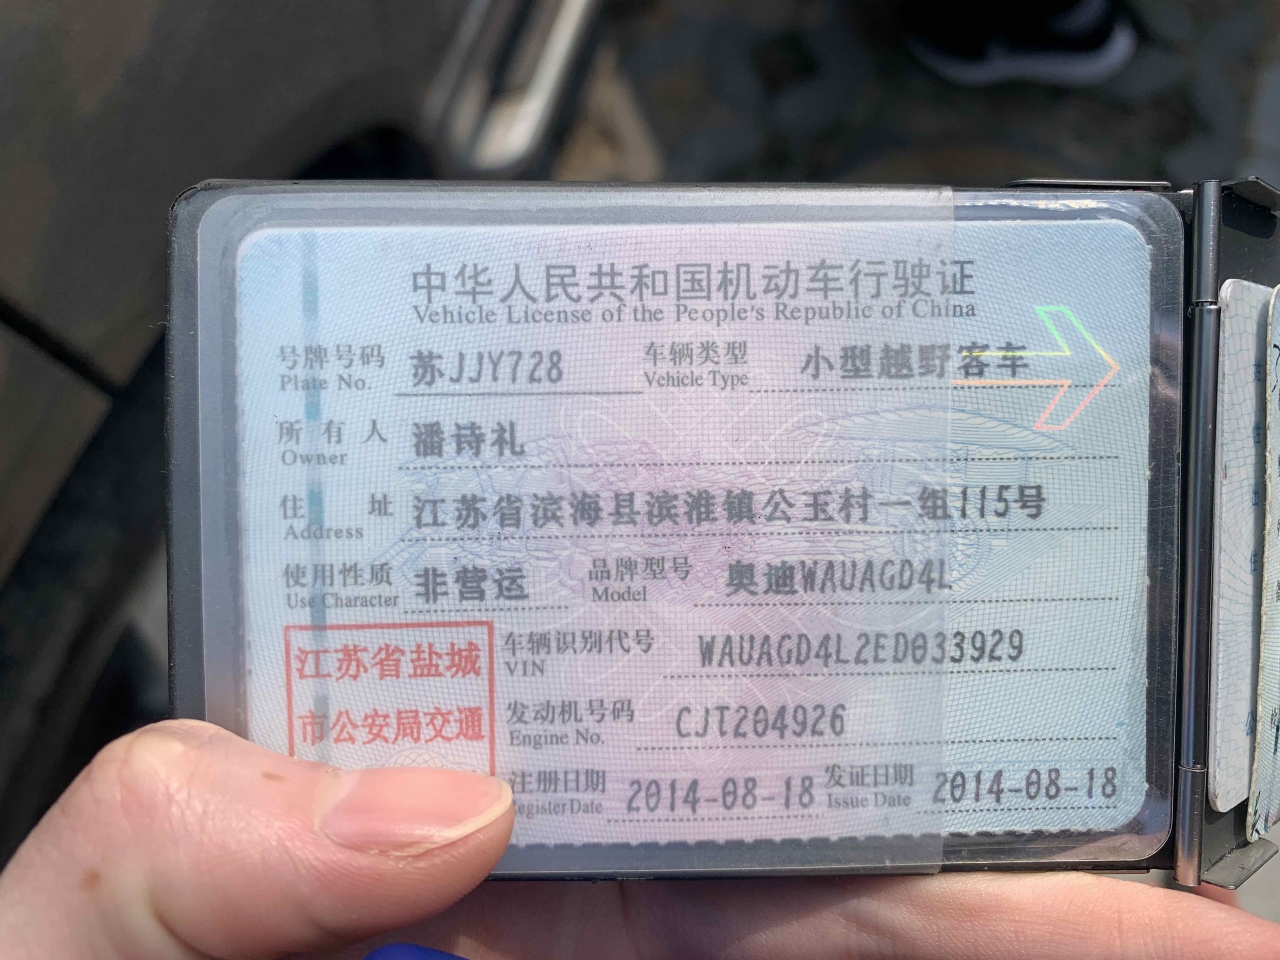 中华人民共和国机动车行驶证
Vehicle License of the People's Republic of China
号牌号码 苏JJY728 车辆类型 小型越野客车
Plate No. Vehicle Type
所有人 潘诗礼
Owner
住址 江苏省滨海县滨淮镇公玉村一组115号
Address
使用性质 非营运 品牌型号 奥迪WAUAGD4L
Use Character Model
江苏省盐城 车辆识别代号 WAUAGD4L2ED033929
VIN
市公安局交通 发动机号码 CJT204926
Engine No.
注册日期 2014-08-18 发证日期 2014-08-18
egister Date Issue Date